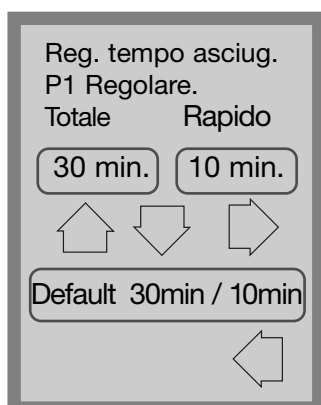 Reg. tempo asciug.
P1 Regolare.
Totale Rapido
30 min. 10 min.
Default 30min / 10min